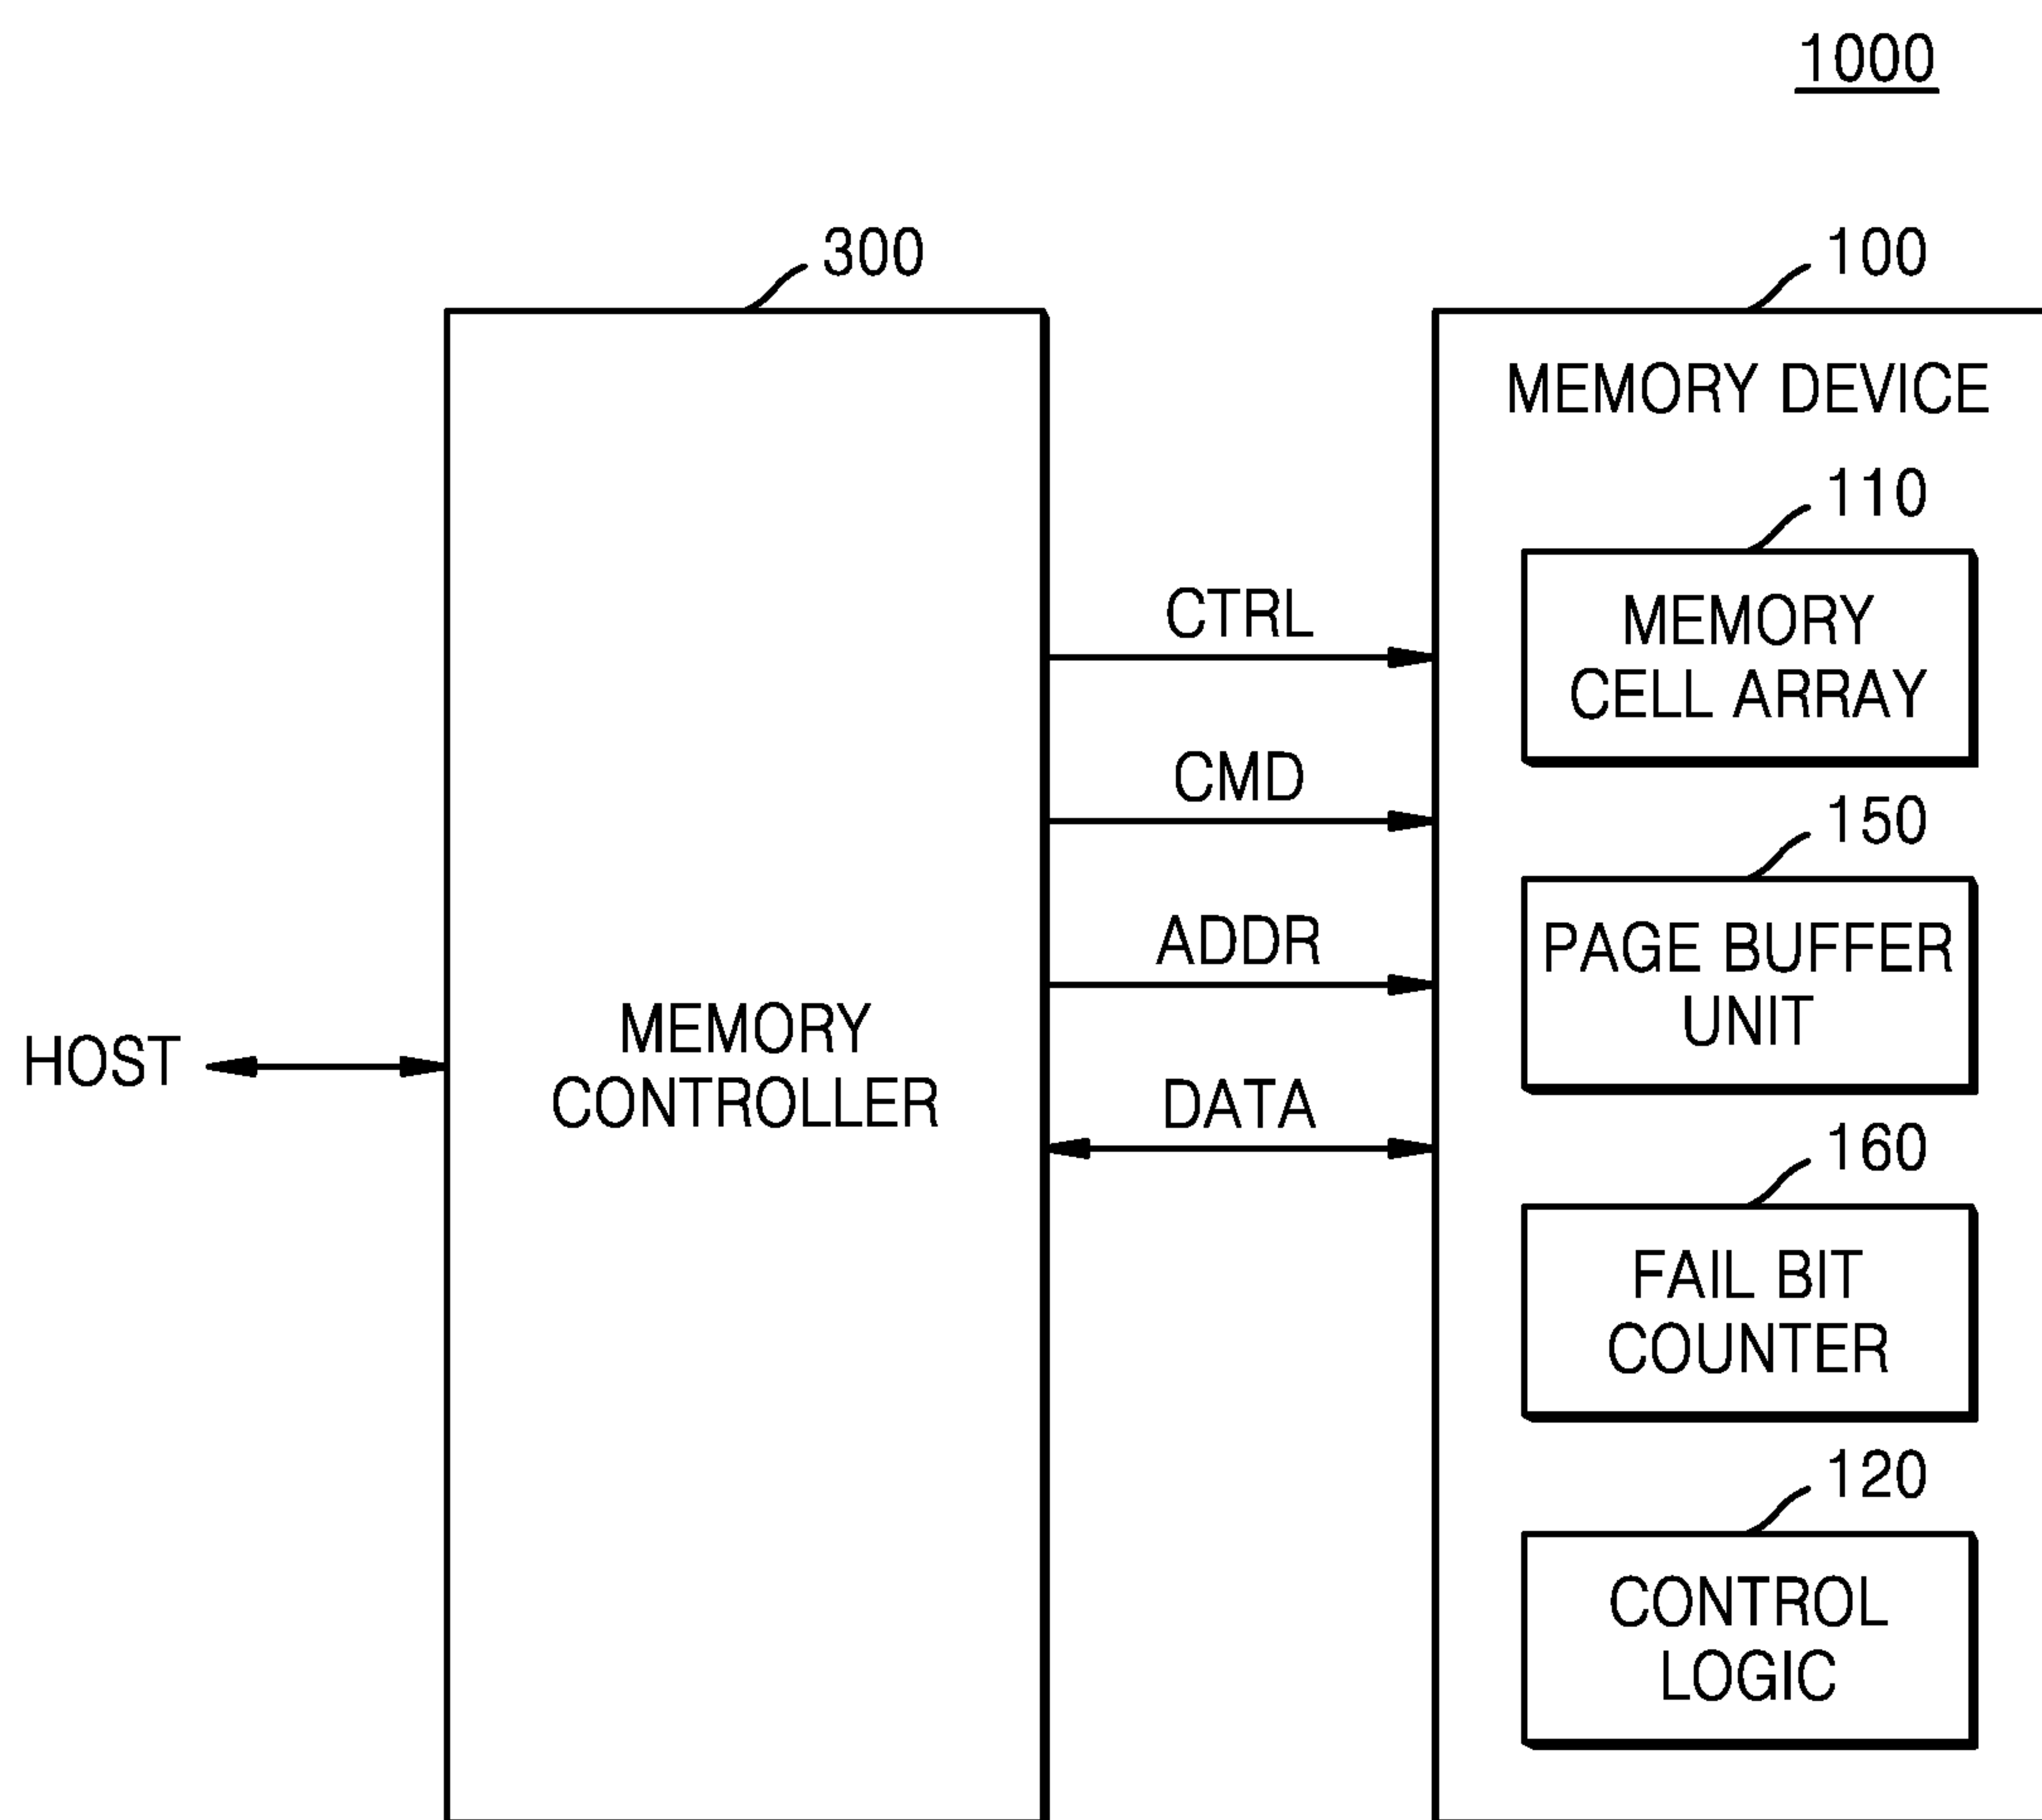 1000
300
100
MEMORY DEVICE
110
MEMORY
CELL ARRAY
CTRL
CMD
150
ADDR
PAGE BUFFER
UNIT
HOST
MEMORY
CONTROLLER
DATA
160
FAIL BIT
COUNTER
120
CONTROL
LOGIC